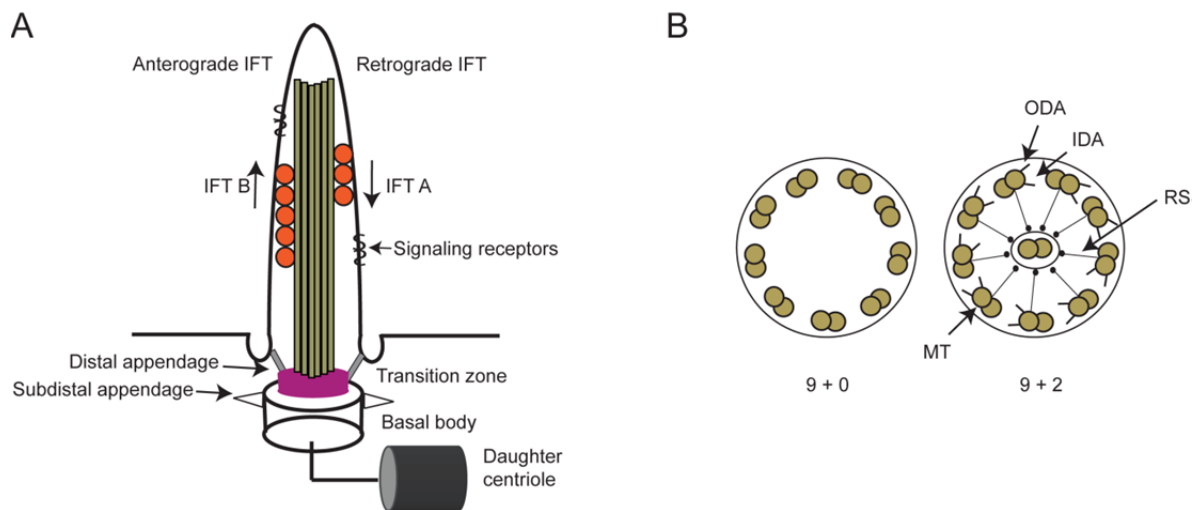 A
Anterograde IFT
Retrograde IFT
IFT B
IFT A
Signaling receptors
Distal appendage
Subdistal appendage
Transition zone
Basal body
Daughter
centriole
B
ODA
IDA
RS
MT
9 + 0
9 + 2